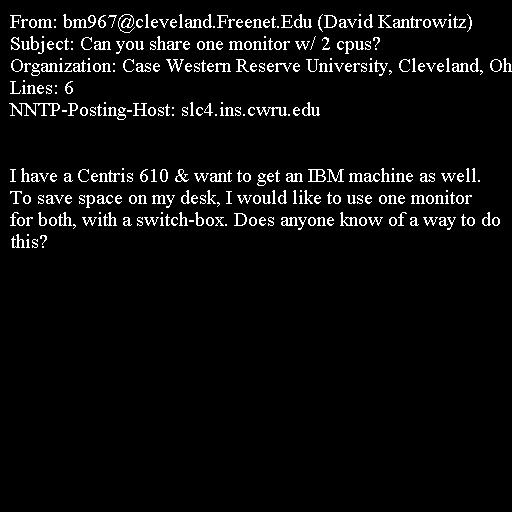 From: bm967@cleveland.Freenet.Edu (David Kantrowitz)
Subject: Can you share one monitor w/ 2 cpus?
Organization: Case Western Reserve University, Cleveland, Oh
Lines: 6
NNTP-Posting-Host: slc4.ins.cwru.edu
I have a Centris 610 & want to get an IBM machine as well.
To save space on my desk, I would like to use one monitor
for both, with a switch-box. Does anyone know of a way to do
this?